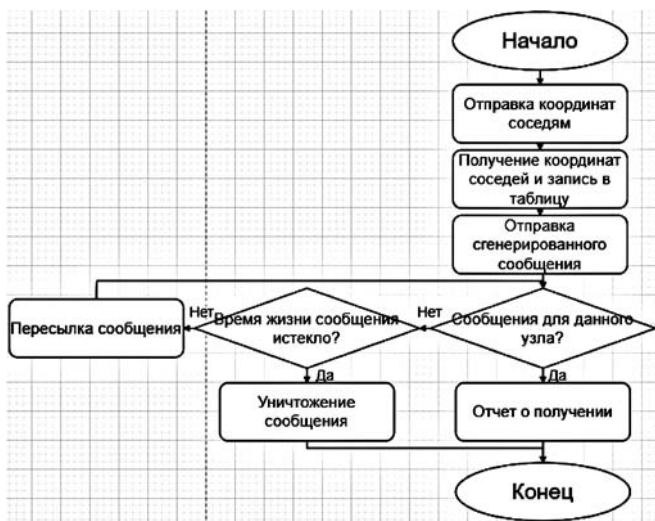 Начало
Отправка координат
соседям
Получение координат
соседей и запись в
таблицу
Отправка
сгенерированного
сообщения
Пересылка сообщения
Нет
Время жизни сообщения
истекло?
Нет
Сообщения для данного
узла?
Да
Да
Уничтожение
сообщения
Отчет о получении
Конец